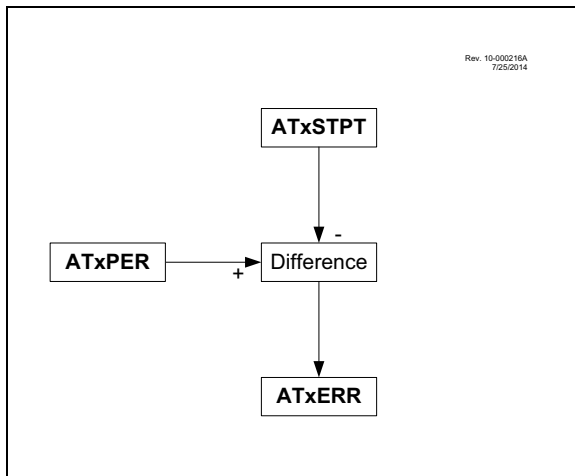 Rev. 10-000216A
7/25/2014
ATxSTPT
-
ATxPER
+
Difference
ATxERR